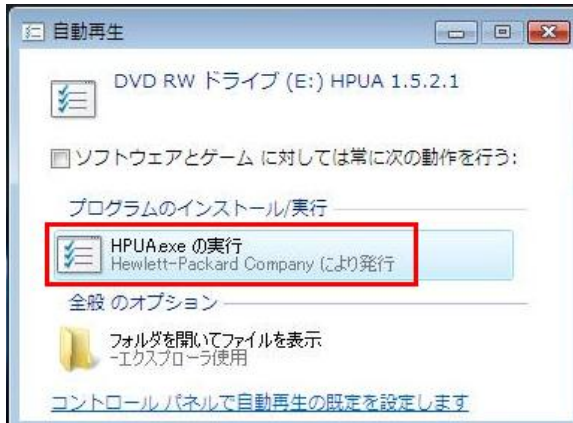 自動再生
DVD RW ドライブ (E:) HPUA 1.5.2.1
ソフトウェアとゲーム に対しては常に次の動作を行う:
プログラムのインストール/実行
HPUA.exe の実行
Hewlett-Packard Company により発行
全般 のオプション
フォルダを開いてファイルを表示
-エクスプローラ使用
コントロール パネルで自動再生の既定を設定します